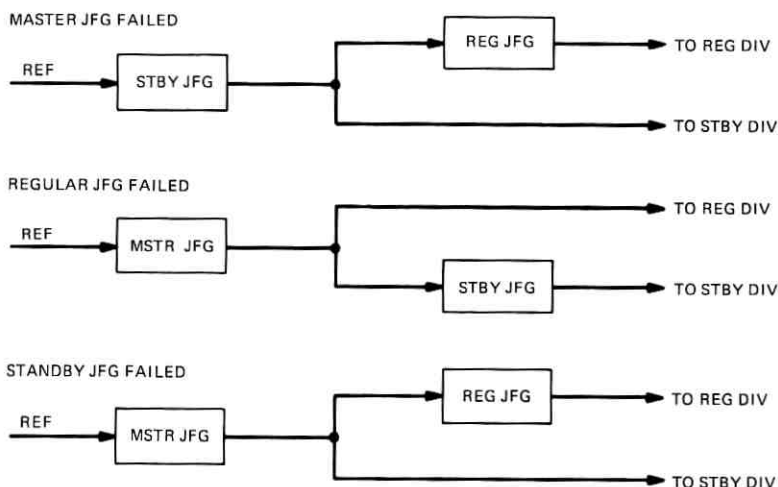 MASTER JFG FAILED
REF
STBY JFG
REG JFG
TO REG DIV
TO STBY DIV
REGULAR JFG FAILED
REF
MSTR JFG
TO REG DIV
STBY JFG
TO STBY DIV
STANDBY JFG FAILED
REF
MSTR JFG
REG JFG
TO REG DIV
TO STBY DIV